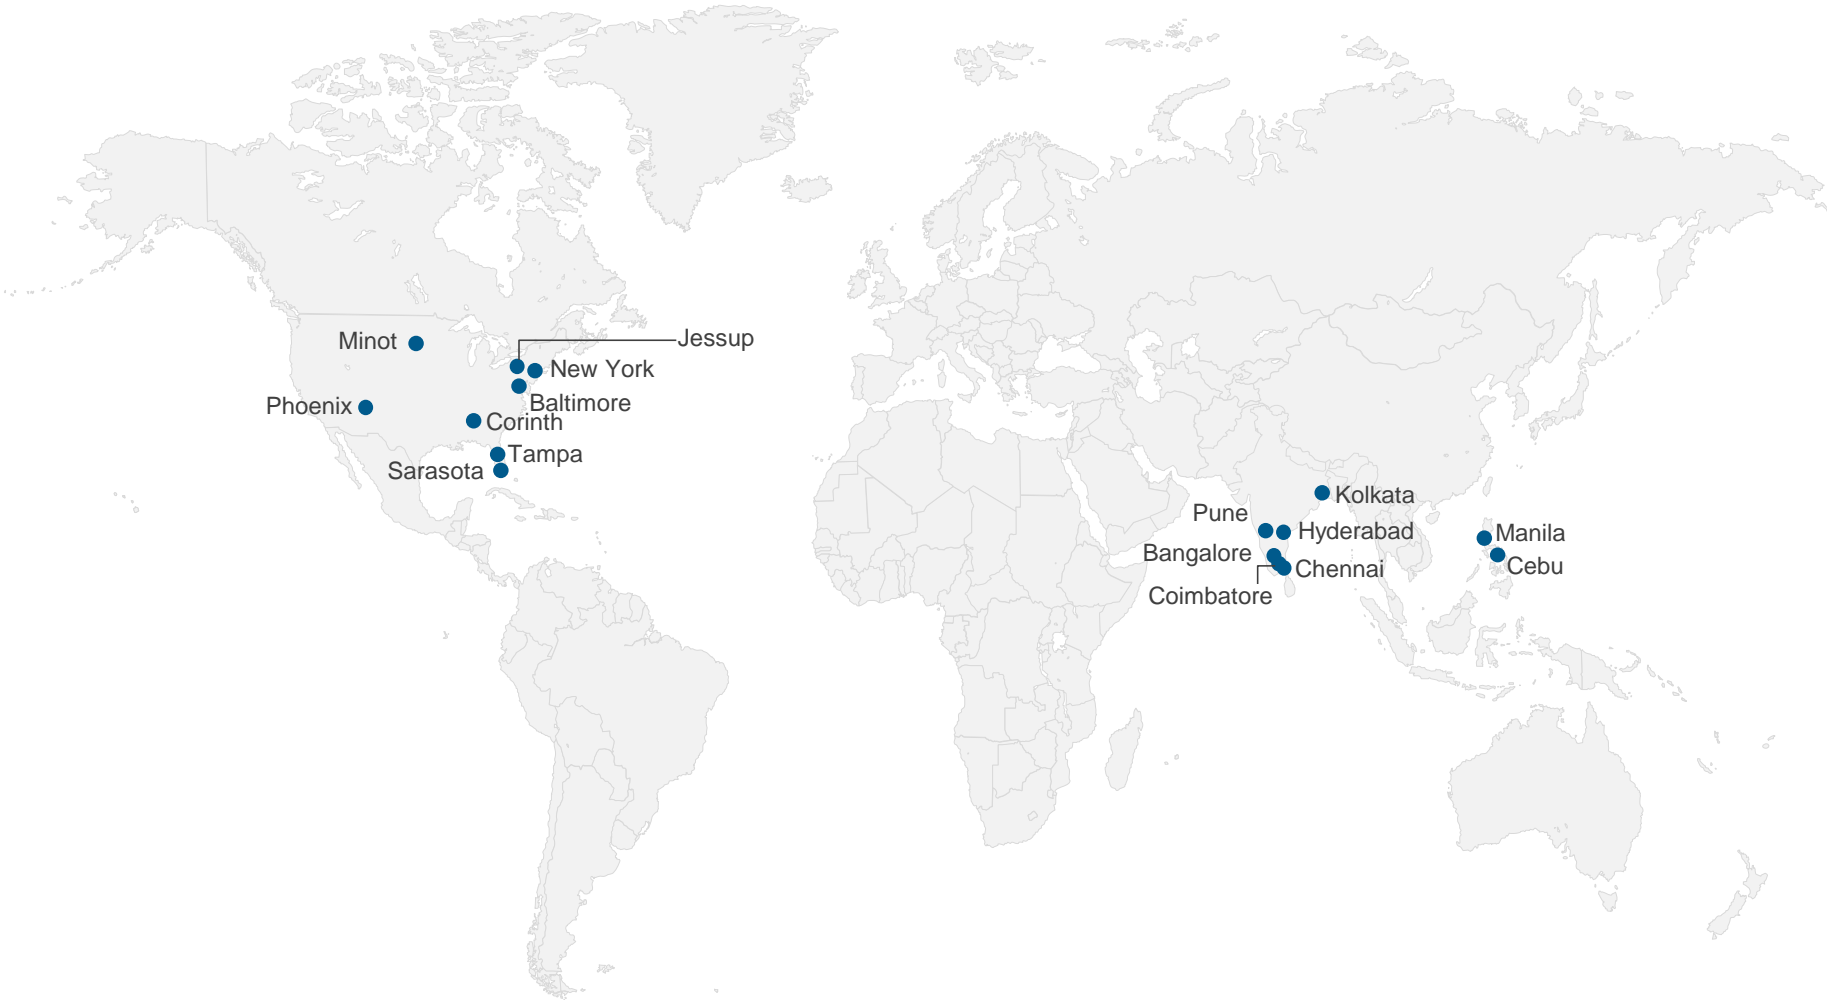 Minot
Jessup
New York
Baltimore
Phoenix
Corinth
Tampa
Sarasota
Kolkata
Pune
Hyderabad
Bangalore
Chennai
Coimbatore
Manila
Cebu